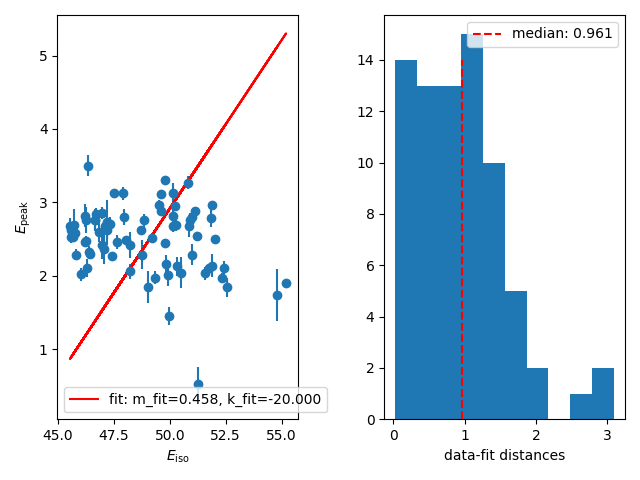 5
4
3
2
1
E_peak
fit: m_fit=0.458, k_fit=-20.000
45.0 47.5 50.0 52.5 55.0
E_iso
median: 0.961
14
12
10
8
6
4
2
0
0 1 2 3
data-fit distances